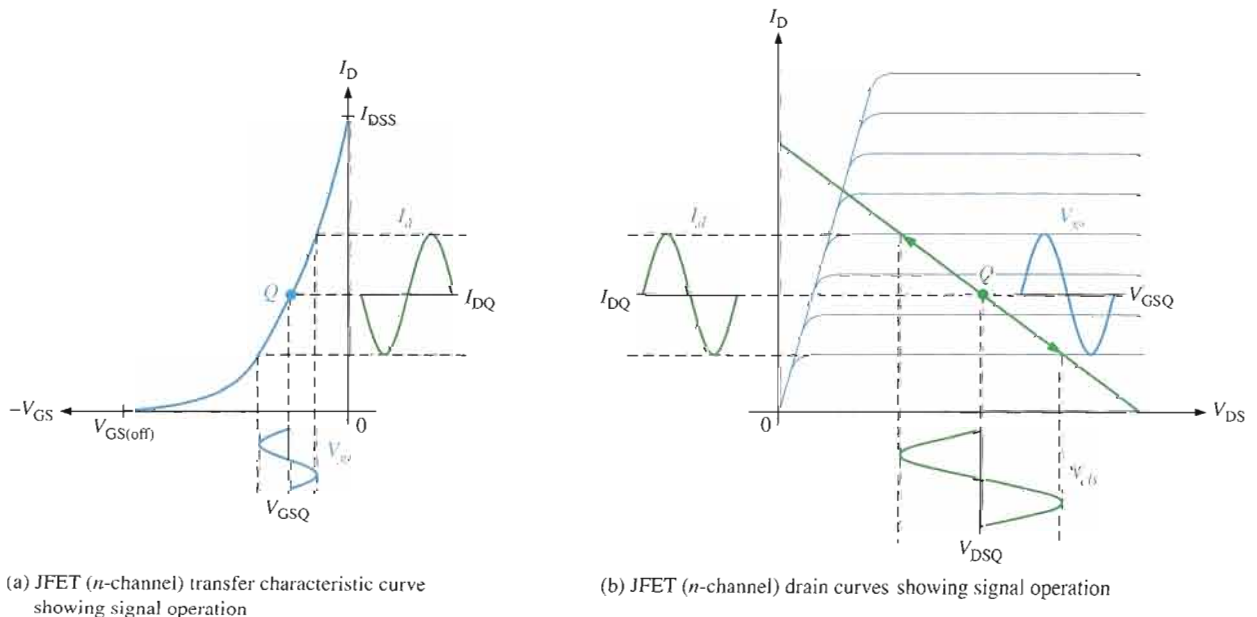 I_D
I_DSS
I_d
Q
I_DQ
–V_GS
V_GS(off)
0
V_gs
V_GSQ
(a) JFET (n-channel) transfer characteristic curve
showing signal operation
I_D
I_d
V_gs
Q
I_DQ
V_GSQ
0
V_DS
V_ds
V_DSQ
(b) JFET (n-channel) drain curves showing signal operation